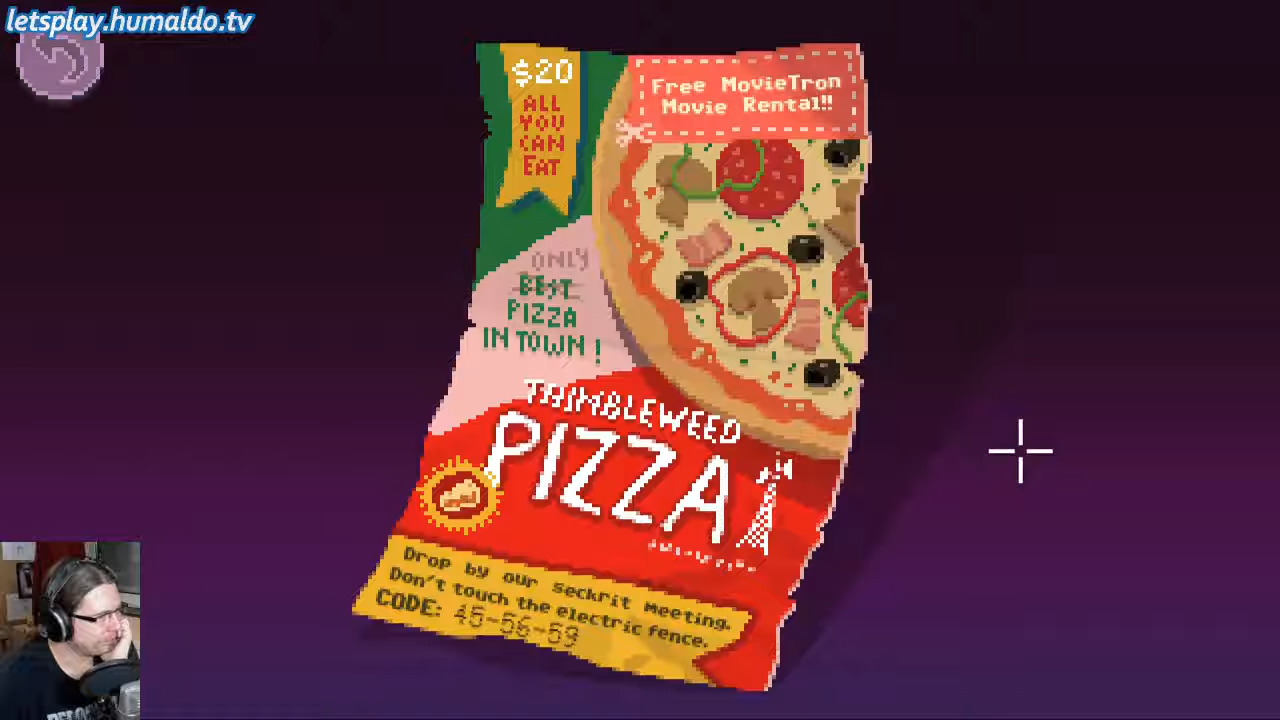 letsplay.humaldo.tv
$20
ALL
YOU
CAN
EAT
Free MovieTron
Movie Rental!!
ONLY
BEST
PIZZA
IN TOWN!
THIMBLEWEED
PIZZA
Drop by our seckrit meeting.
Don't touch the electric fence.
CODE: 45-56-59